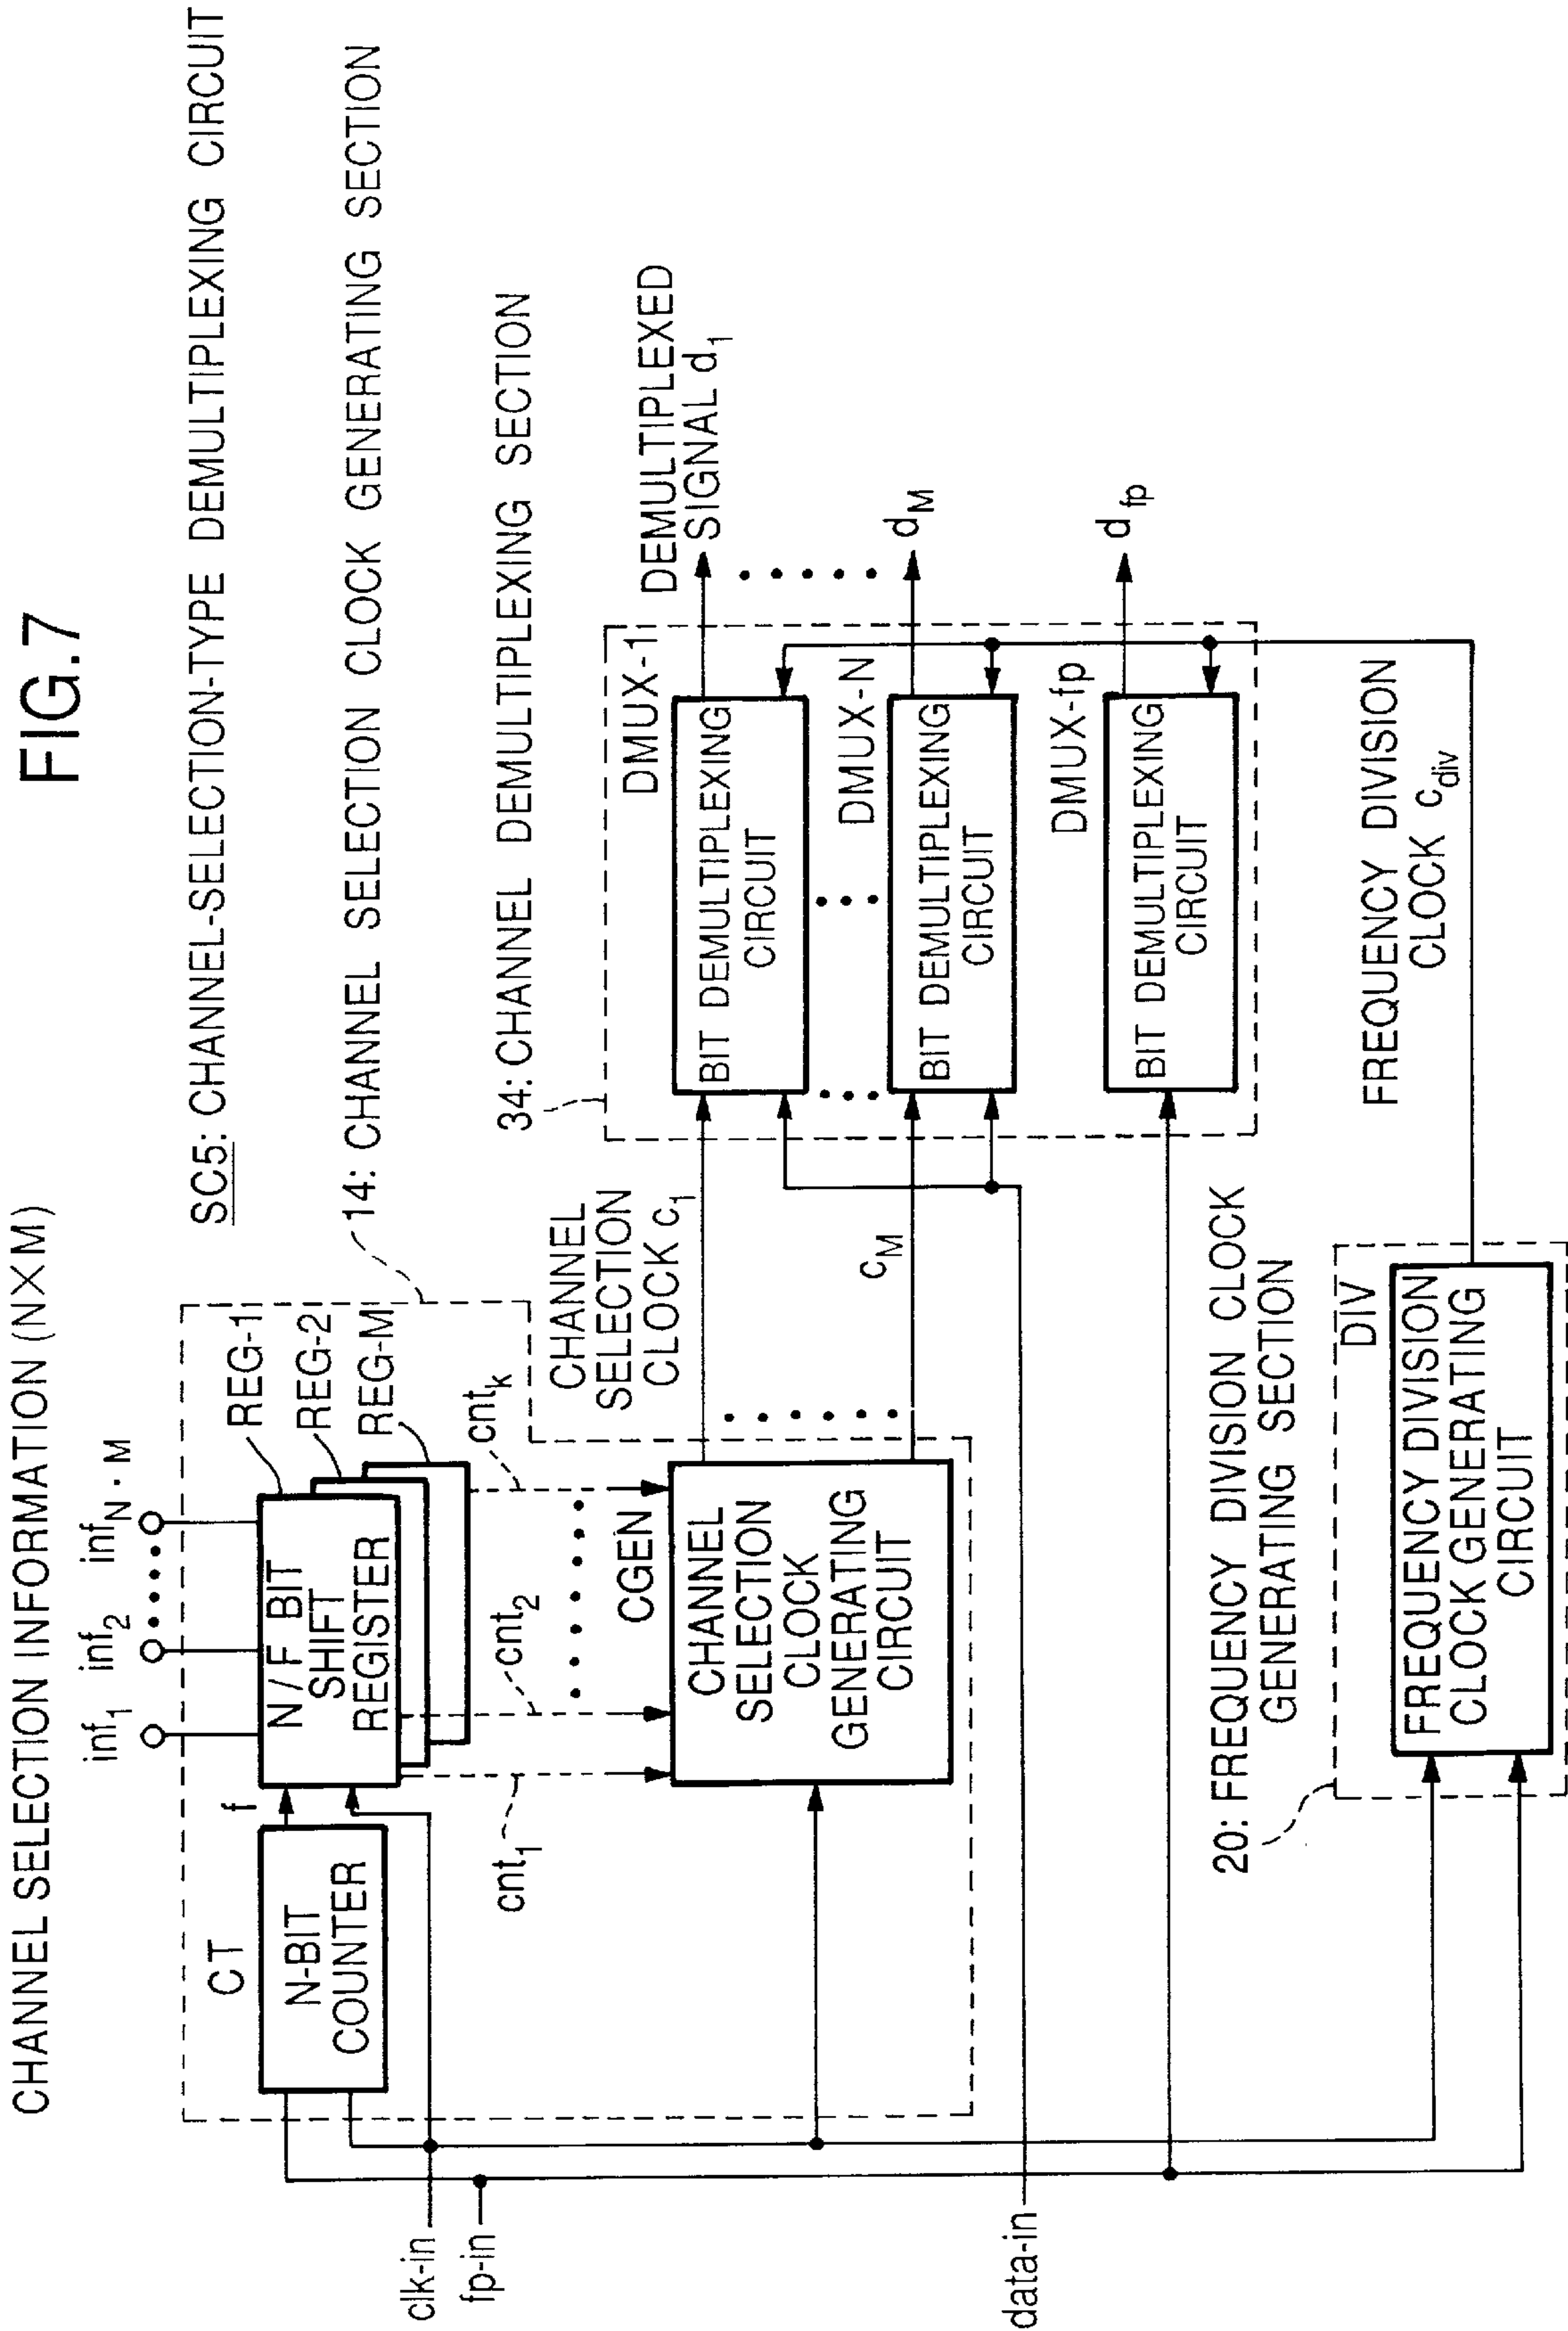 FIG.7
CHANNEL SELECTION INFORMATION (N×M)
SC5: CHANNEL-SELECTION-TYPE DEMULTIPLEXING CIRCUIT
14: CHANNEL SELECTION CLOCK GENERATING SECTION
34: CHANNEL DEMULTIPLEXING SECTION
inf1 inf2 infN·M
CT
N-BIT
COUNTER
f
N/F BIT
SHIFT
REGISTER
REG-1
REG-2
REG-M
cnt1
cnt2
cntk
CGEN
CHANNEL
SELECTION
CLOCK
GENERATING
CIRCUIT
CHANNEL
SELECTION
CLOCK c1
cM
DMUX-1
BIT DEMULTIPLEXING
CIRCUIT
DMUX-N
BIT DEMULTIPLEXING
CIRCUIT
DMUX-fp
BIT DEMULTIPLEXING
CIRCUIT
DEMULTIPLEXED
SIGNAL d1
dM
dfp
clk-in
fp-in
data-in
20: FREQUENCY DIVISION CLOCK
GENERATING SECTION
DIV
FREQUENCY DIVISION
CLOCK GENERATING
CIRCUIT
FREQUENCY DIVISION
CLOCK cdiv